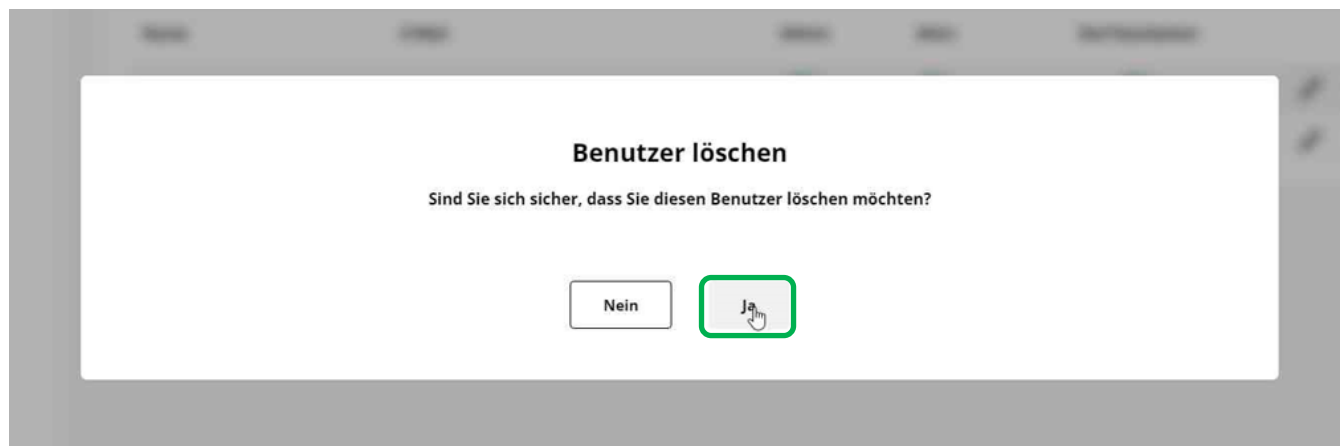 Benutzer löschen
Sind Sie sich sicher, dass Sie diesen Benutzer löschen möchten?
Nein
Ja